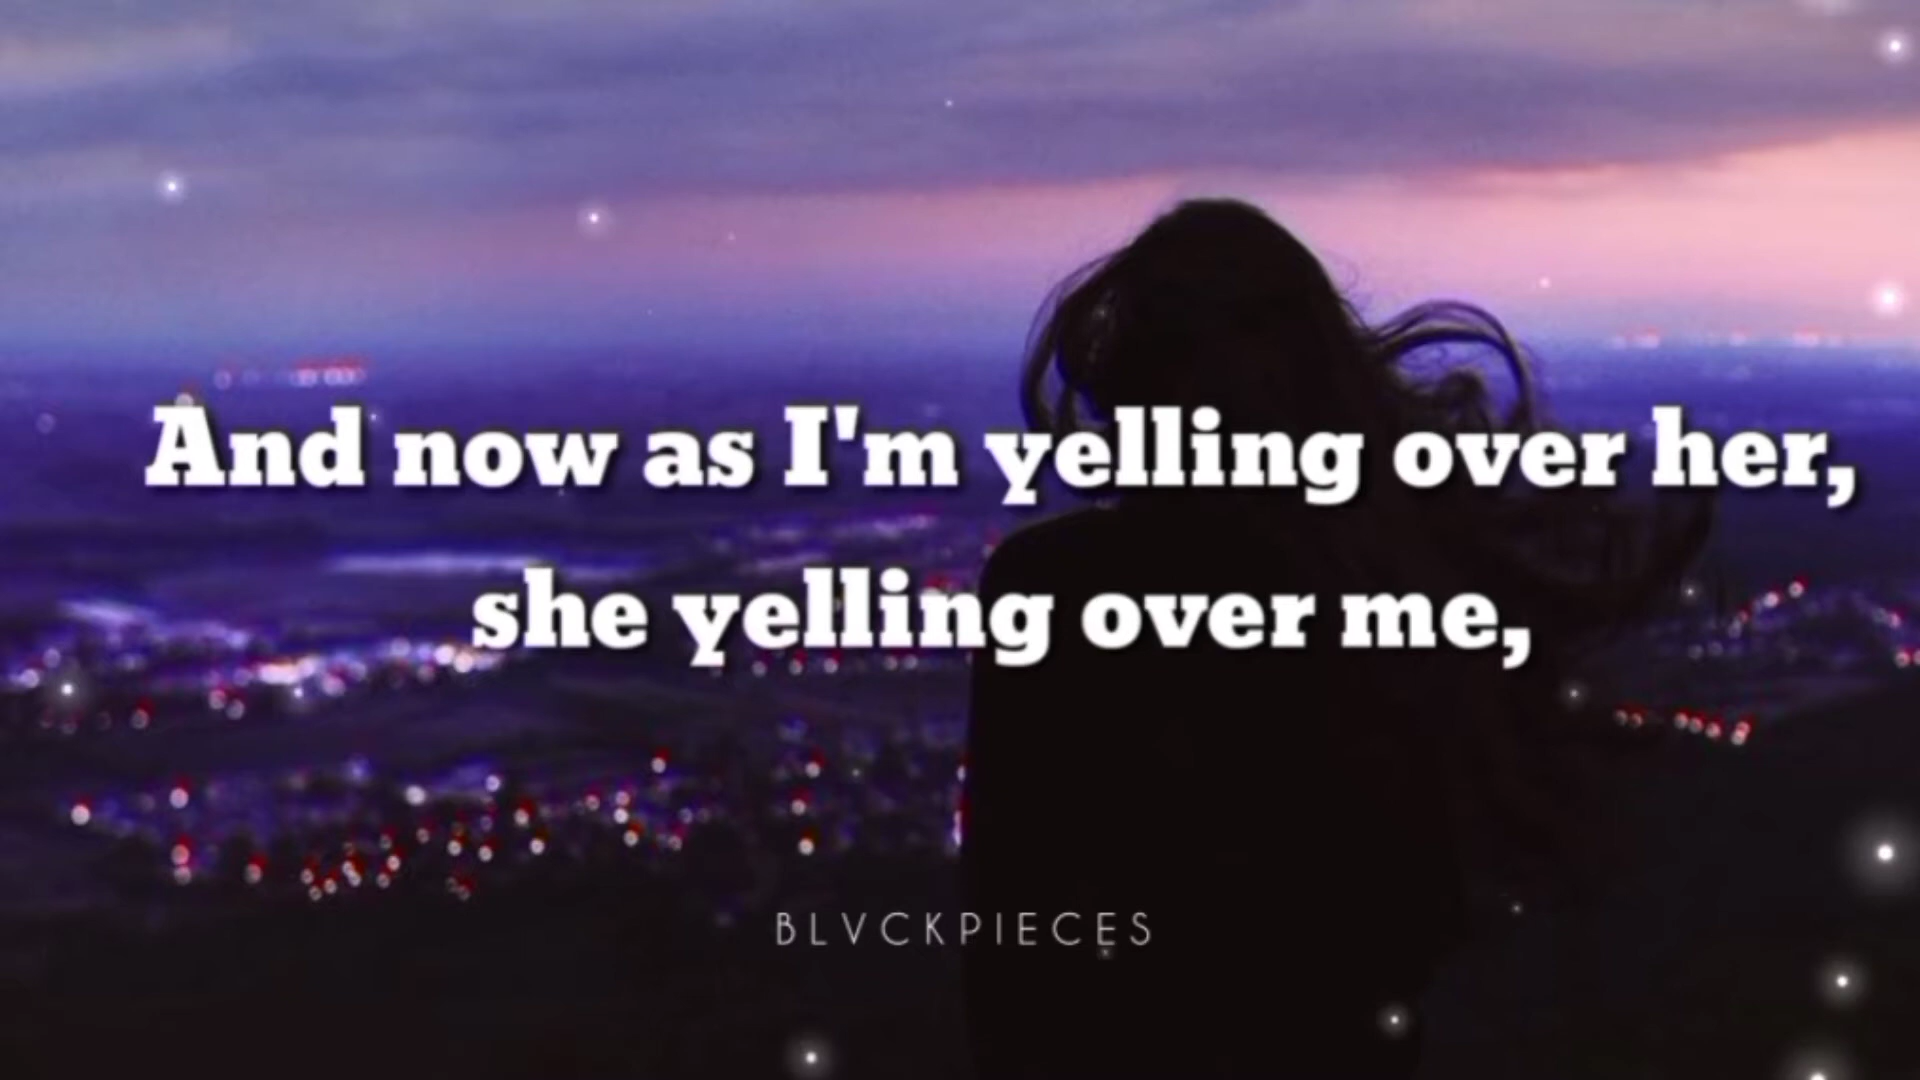 And now as I'm yelling over her,
she yelling over me,
BLVCKPIECES